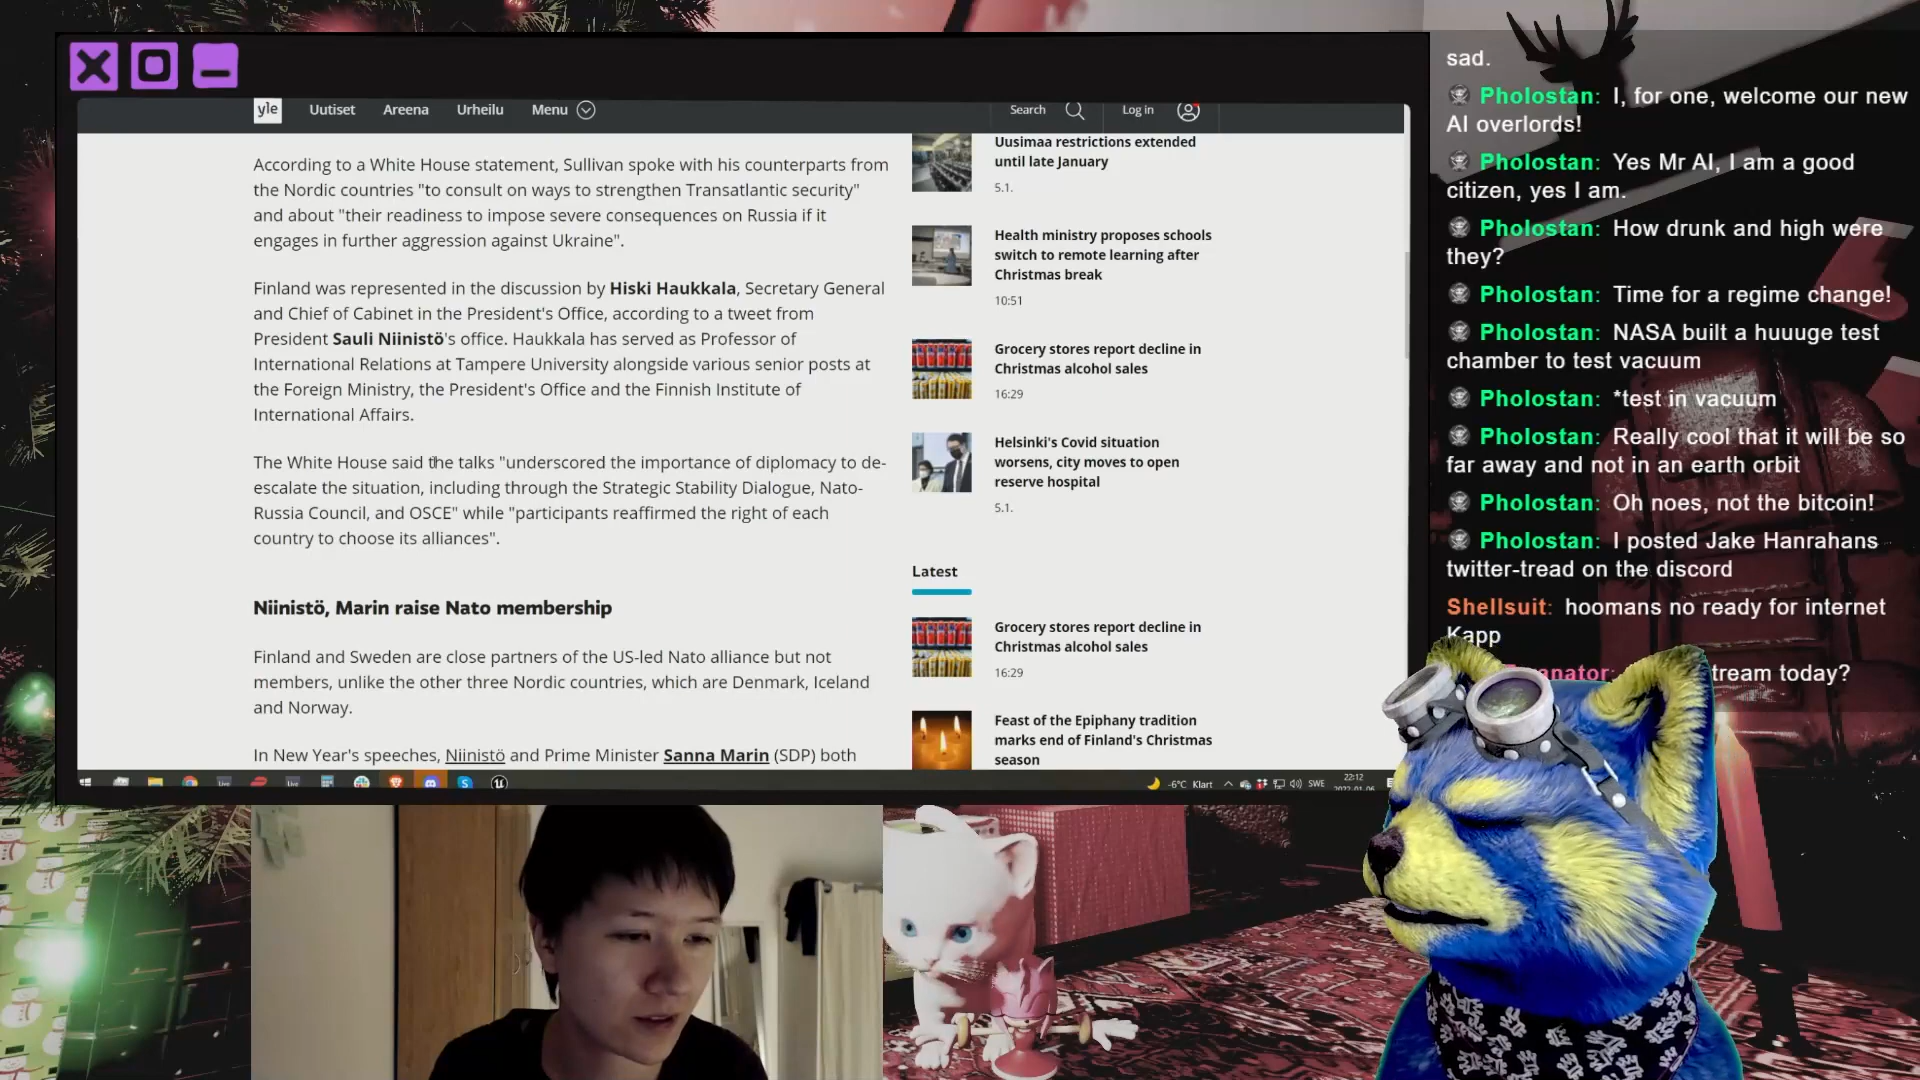 yle
Uutiset
Areena
Urheilu
Menu
Search
Log in
According to a White House statement, Sullivan spoke with his counterparts from
the Nordic countries "to consult on ways to strengthen Transatlantic security"
and about "their readiness to impose severe consequences on Russia if it
engages in further aggression against Ukraine".
Finland was represented in the discussion by Hiski Haukkala, Secretary General
and Chief of Cabinet in the President's Office, according to a tweet from
President Sauli Niinistö's office. Haukkala has served as Professor of
International Relations at Tampere University alongside various senior posts at
the Foreign Ministry, the President's Office and the Finnish Institute of
International Affairs.
The White House said the talks "underscored the importance of diplomacy to de-
escalate the situation, including through the Strategic Stability Dialogue, Nato-
Russia Council, and OSCE" while "participants reaffirmed the right of each
country to choose its alliances".
Niinistö, Marin raise Nato membership
Finland and Sweden are close partners of the US-led Nato alliance but not
members, unlike the other three Nordic countries, which are Denmark, Iceland
and Norway.
In New Year's speeches, Niinistö and Prime Minister Sanna Marin (SDP) both
Uusimaa restrictions extended
until late January
5.1.
Health ministry proposes schools
switch to remote learning after
Christmas break
10:51
Grocery stores report decline in
Christmas alcohol sales
16:29
Helsinki's Covid situation
worsens, city moves to open
reserve hospital
5.1.
Latest
Grocery stores report decline in
Christmas alcohol sales
16:29
Feast of the Epiphany tradition
marks end of Finland's Christmas
season
-6°C Klart
SWE
22:12
2022-01-06
sad.
Pholostan: I, for one, welcome our new
AI overlords!
Pholostan: Yes Mr AI, I am a good
citizen, yes I am.
Pholostan: How drunk and high were
they?
Pholostan: Time for a regime change!
Pholostan: NASA built a huuuge test
chamber to test vacuum
Pholostan: *test in vacuum
Pholostan: Really cool that it will be so
far away and not in an earth orbit
Pholostan: Oh noes, not the bitcoin!
Pholostan: I posted Jake Hanrahans
twitter-tread on the discord
Shellsuit: hoomans no ready for internet
Kapp
nator: tream today?